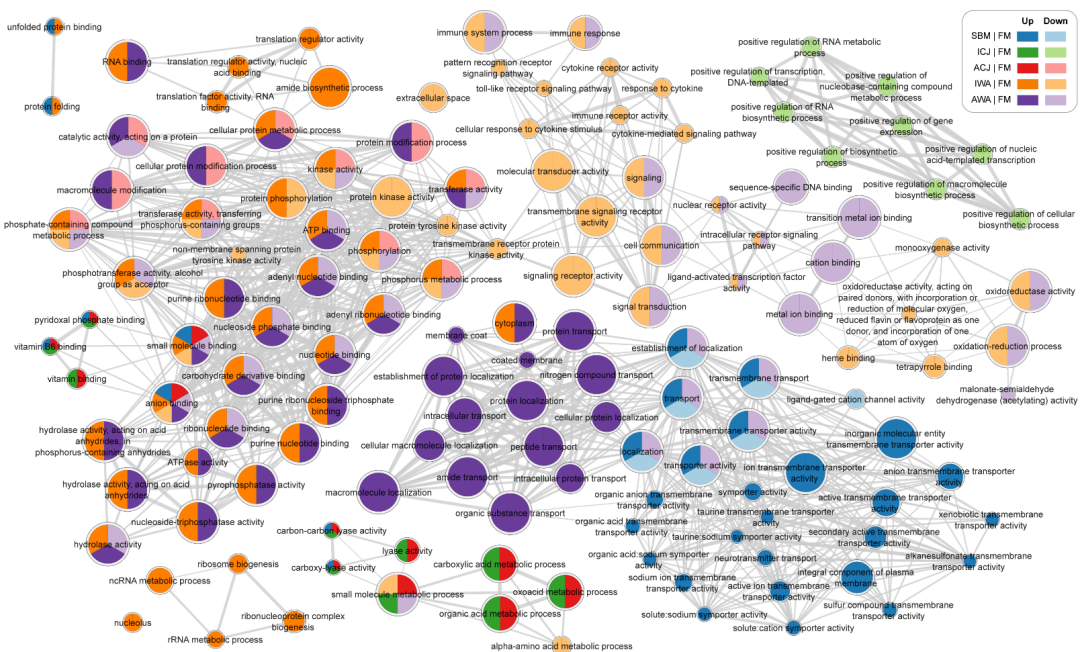 unfolded protein binding
protein folding
RNA binding
translation regulator activity
translation regulator activity, nucleic
acid binding
translation factor activity, RNA
binding
amide biosynthetic process
immune system process
immune response
pattern recognition receptor
signaling pathway
cytokine receptor activity
toll-like receptor signaling pathway
response to cytokine
extracellular space
immune receptor activity
cellular response to cytokine stimulus
cytokine-mediated signaling pathway
positive regulation of RNA metabolic
process
positive regulation of transcription,
DNA-templated
positive regulation of
nucleobase-containing compound
metabolic process
positive regulation of RNA
biosynthetic process
positive regulation of gene
expression
positive regulation of biosynthetic
process
positive regulation of nucleic
acid-templated transcription
positive regulation of macromolecule
biosynthetic process
positive regulation of cellular
biosynthetic process
Up Down
SBM | FM
ICJ | FM
ACJ | FM
IWA | FM
AWA | FM
catalytic activity, acting on a protein
cellular protein metabolic process
protein modification process
cellular protein modification process
kinase activity
macromolecule modification
protein phosphorylation
protein kinase activity
transferase activity
transferase activity, transferring
phosphorus-containing groups
phosphate-containing compound
metabolic process
ATP binding
protein tyrosine kinase activity
non-membrane spanning protein
tyrosine kinase activity
phosphorylation
transmembrane receptor protein
kinase activity
phosphotransferase activity, alcohol
group as acceptor
adenyl nucleotide binding
phosphorus metabolic process
purine ribonucleotide binding
adenyl ribonucleotide binding
molecular transducer activity
signaling
transmembrane signaling receptor
activity
cell communication
signaling receptor activity
signal transduction
nuclear receptor activity
intracellular receptor signaling
pathway
ligand-activated transcription factor
activity
sequence-specific DNA binding
transition metal ion binding
cation binding
metal ion binding
monooxygenase activity
oxidoreductase activity, acting on
paired donors, with incorporation or
reduction of molecular oxygen,
reduced flavin or flavoprotein as one
donor, and incorporation of one
atom of oxygen
oxidoreductase activity
oxidation-reduction process
heme binding
tetrapyrrole binding
malonate-semialdehyde
dehydrogenase (acetylating) activity
pyridoxal phosphate binding
vitamin B6 binding
vitamin binding
small molecule binding
nucleoside phosphate binding
nucleotide binding
carbohydrate derivative binding
anion binding
purine ribonucleoside triphosphate
binding
ribonucleotide binding
purine nucleotide binding
hydrolase activity, acting on acid
anhydrides, in
phosphorus-containing anhydrides
ATPase activity
hydrolase activity, acting on acid
anhydrides
pyrophosphatase activity
nucleoside-triphosphatase activity
hydrolase activity
cytoplasm
membrane coat
protein transport
coated membrane
establishment of protein localization
nitrogen compound transport
protein localization
intracellular transport
cellular protein localization
cellular macromolecule localization
peptide transport
amide transport
intracellular protein transport
macromolecule localization
organic substance transport
establishment of localization
transmembrane transport
transport
ligand-gated cation channel activity
transmembrane transporter activity
localization
transporter activity
inorganic molecular entity
transmembrane transporter activity
ion transmembrane transporter
activity
anion transmembrane transporter
activity
symporter activity
organic anion transmembrane
transporter activity
active transmembrane transporter
activity
taurine transmembrane transporter
activity
xenobiotic transmembrane
transporter activity
organic acid transmembrane
transporter activity
taurine:sodium symporter activity
secondary active transmembrane
transporter activity
organic acid:sodium symporter
activity
neurotransmitter transport
alkanesulfonate transmembrane
transporter activity
sodium ion transmembrane
transporter activity
active ion transmembrane
transporter activity
integral component of plasma
membrane
sulfur compound transmembrane
transporter activity
solute:sodium symporter activity
solute:cation symporter activity
carbon-carbon lyase activity
lyase activity
carboxy-lyase activity
carboxylic acid metabolic process
small molecule metabolic process
oxoacid metabolic process
organic acid metabolic process
alpha-amino acid metabolic process
ribosome biogenesis
ncRNA metabolic process
nucleolus
ribonucleoprotein complex
biogenesis
rRNA metabolic process